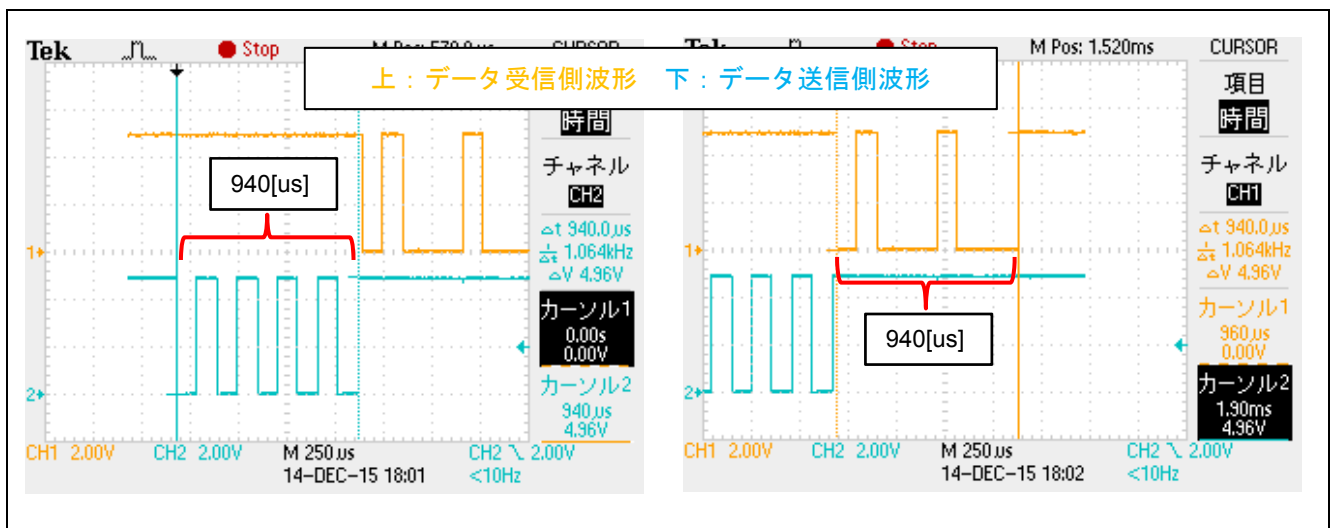 上：データ受信側波形　下：データ送信側波形
Tek Stop
時間
チャネル
CH2
940[us]
△t 940.0us
1/△t 1.064kHz
△V 4.96V
カーソル1
0.00s
0.00V
カーソル2
940us
4.96V
1
2
CH1 2.00V CH2 2.00V M 250us CH2 2.00V
14-DEC-15 18:01 <10Hz
M Pos: 1.520ms CURSOR
項目
時間
チャネル
CH1
△t 940.0us
1/△t 1.064kHz
△V 4.96V
カーソル1
960us
0.00V
940[us]
カーソル2
1.90ms
4.96V
1
2
CH1 2.00V CH2 2.00V M 250us CH2 2.00V
14-DEC-15 18:02 <10Hz